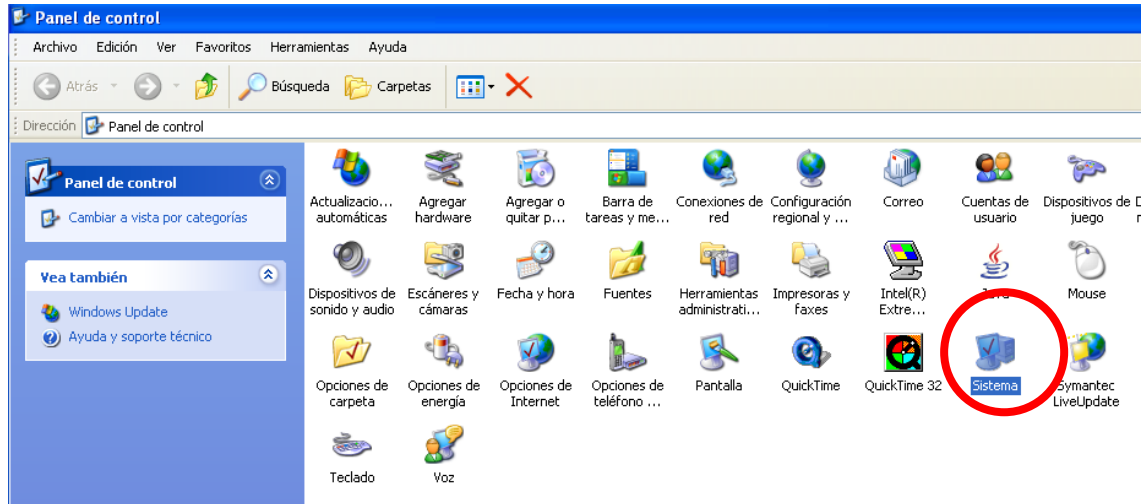 Panel de control
Archivo Edición Ver Favoritos Herramientas Ayuda
Atrás Búsqueda Carpetas
Dirección Panel de control
Panel de control
Cambiar a vista por categorías
Vea también
Windows Update
Ayuda y soporte técnico
Actualizacio... Agregar Agregar o Barra de Conexiones de Configuración Correo Cuentas de Dispositivos de
automáticas hardware quitar p... tareas y me... red regional y ... usuario juego
Dispositivos de Escáneres y Fecha y hora Fuentes Herramientas Impresoras y Intel(R) Java Mouse
sonido y audio cámaras administrati... faxes Extre...
Opciones de Opciones de Opciones de Opciones de Pantalla QuickTime QuickTime 32 Sistema Symantec
carpeta energía Internet teléfono ... LiveUpdate
Teclado Voz